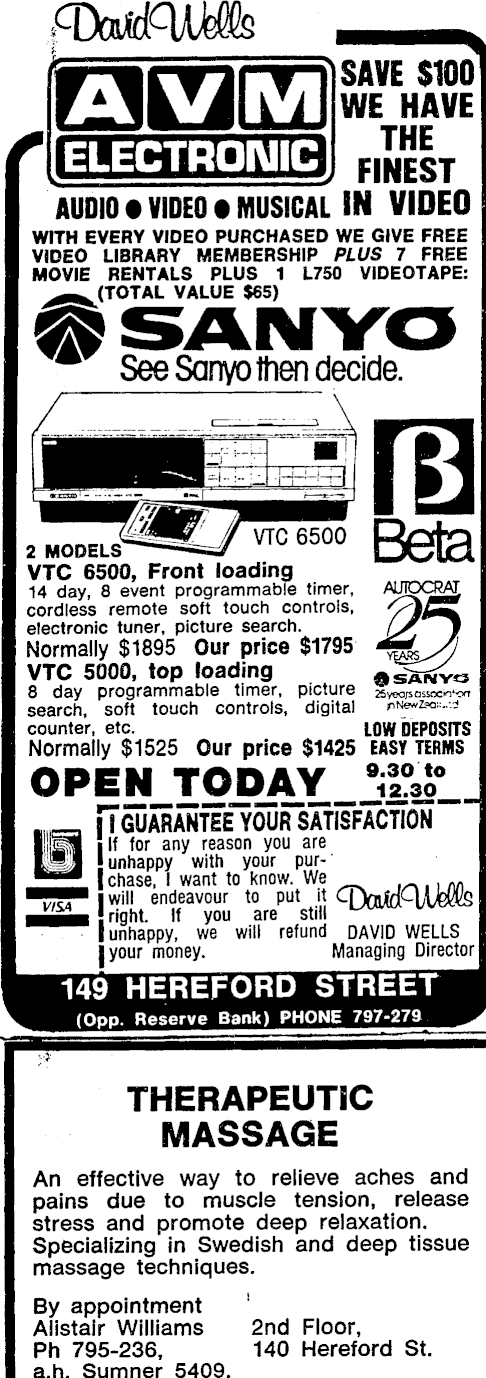 David Wells
AVM
ELECTRONIC
AUDIO ● VIDEO ● MUSICAL
SAVE $100
WE HAVE
THE
FINEST
IN VIDEO
WITH EVERY VIDEO PURCHASED WE GIVE FREE
VIDEO LIBRARY MEMBERSHIP PLUS 7 FREE
MOVIE RENTALS PLUS 1 L750 VIDEOTAPE:
(TOTAL VALUE $65)
SANYO
See Sanyo then decide.
VTC 6500
β
Beta
2 MODELS
VTC 6500, Front loading
14 day, 8 event programmable timer,
cordless remote soft touch controls,
electronic tuner, picture search.
Normally $1895 Our price $1795
VTC 5000, top loading
8 day programmable timer, picture
search, soft touch controls, digital
counter, etc.
Normally $1525 Our price $1425
AUTOCRAT
25
YEARS
SANYO
25 years association
in New Zealand
LOW DEPOSITS
EASY TERMS
OPEN TODAY
9.30 to
12.30
VISA
I GUARANTEE YOUR SATISFACTION
If for any reason you are
unhappy with your pur-
chase, I want to know. We
will endeavour to put it
right. If you are still
unhappy, we will refund
your money.
David Wells
DAVID WELLS
Managing Director
149 HEREFORD STREET
(Opp. Reserve Bank) PHONE 797-279
THERAPEUTIC
MASSAGE
An effective way to relieve aches and
pains due to muscle tension, release
stress and promote deep relaxation.
Specializing in Swedish and deep tissue
massage techniques.
By appointment
Alistair Williams 2nd Floor,
Ph 795-236, 140 Hereford St.
a.h. Sumner 5409.